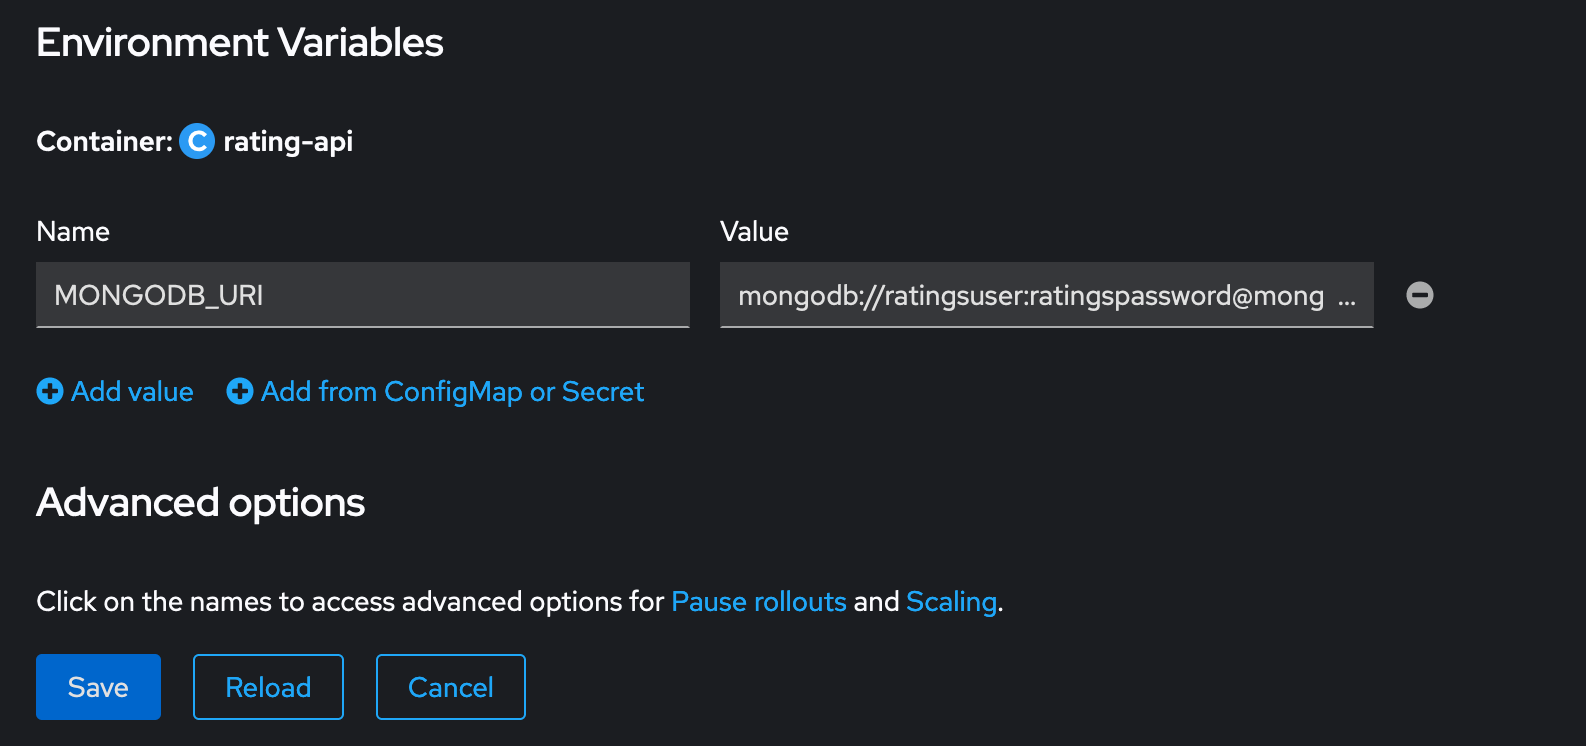 Environment Variables
Container: C rating-api
Name Value
MONGODB_URI mongodb://ratingsuser:ratingspassword@mong ...
Add value Add from ConfigMap or Secret
Advanced options
Click on the names to access advanced options for Pause rollouts and Scaling.
Save Reload Cancel